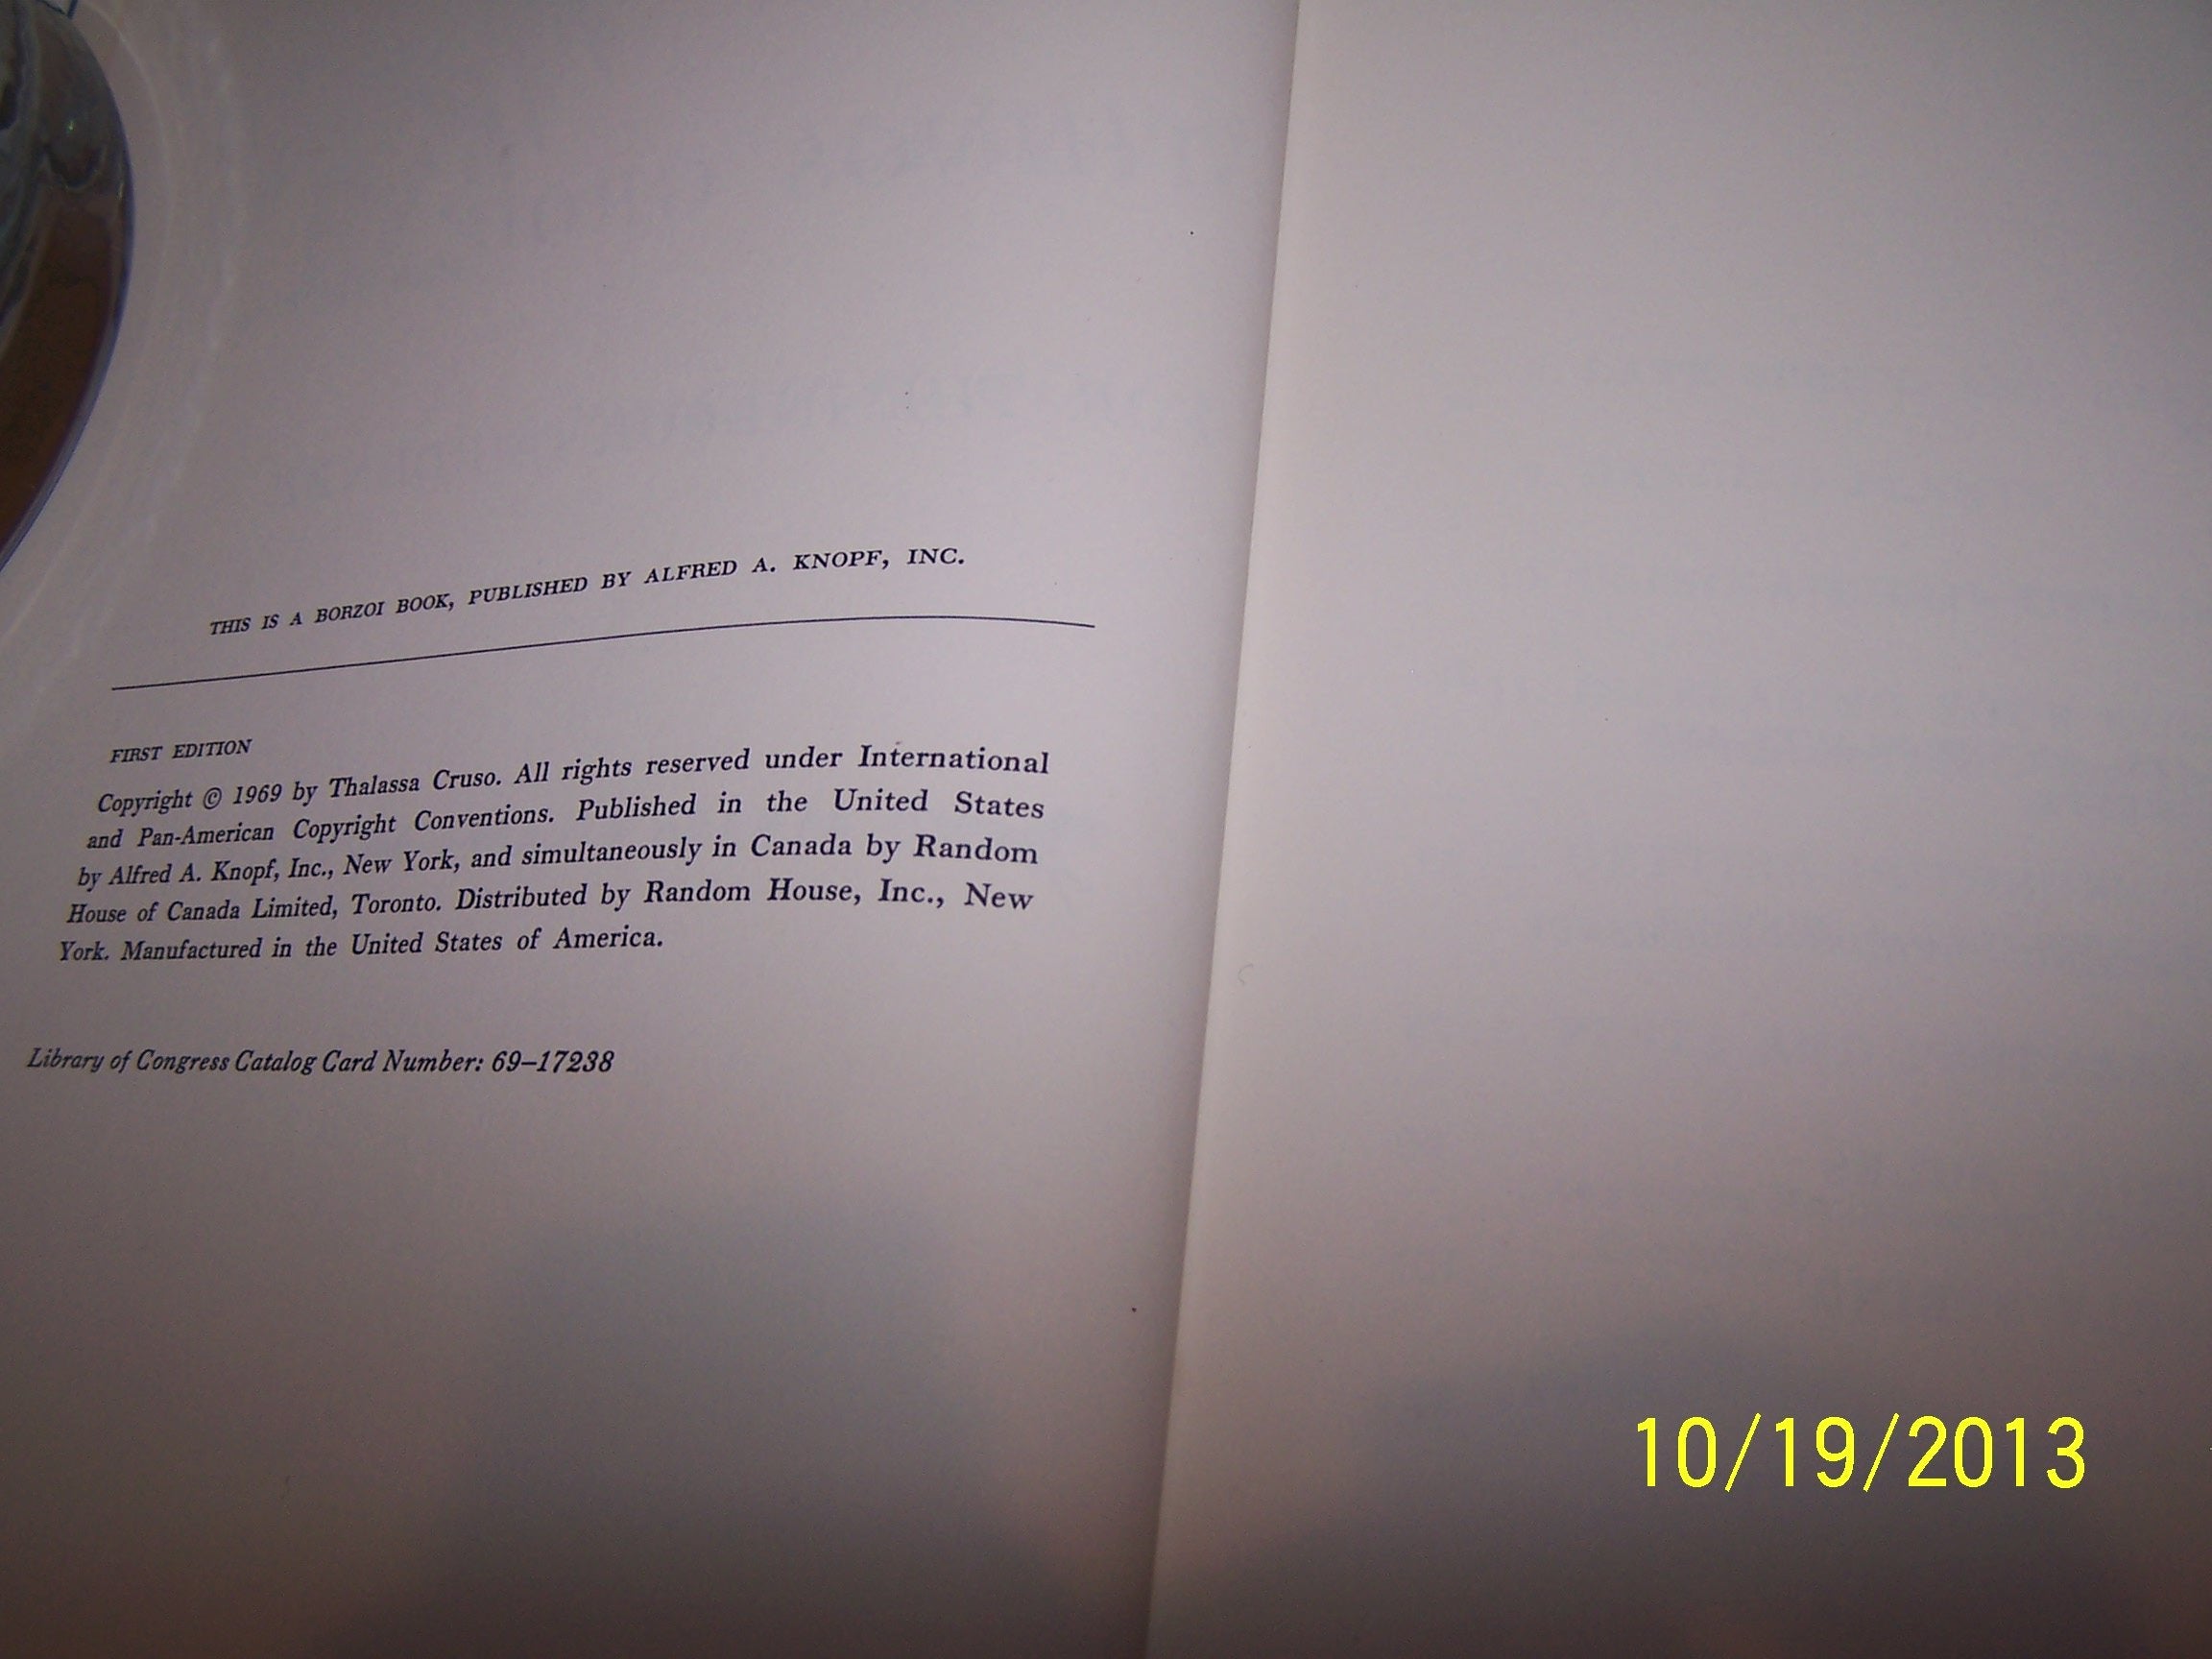 THIS IS A BORZOI BOOK, PUBLISHED BY ALFRED A. KNOPF, INC.
FIRST EDITION
Copyright © 1969 by Thalassa Cruso. All rights reserved under International
and Pan-American Copyright Conventions. Published in the United States
by Alfred A. Knopf, Inc., New York, and simultaneously in Canada by Random
House of Canada Limited, Toronto. Distributed by Random House, Inc., New
York. Manufactured in the United States of America.
Library of Congress Catalog Card Number: 69–17238
10/19/2013